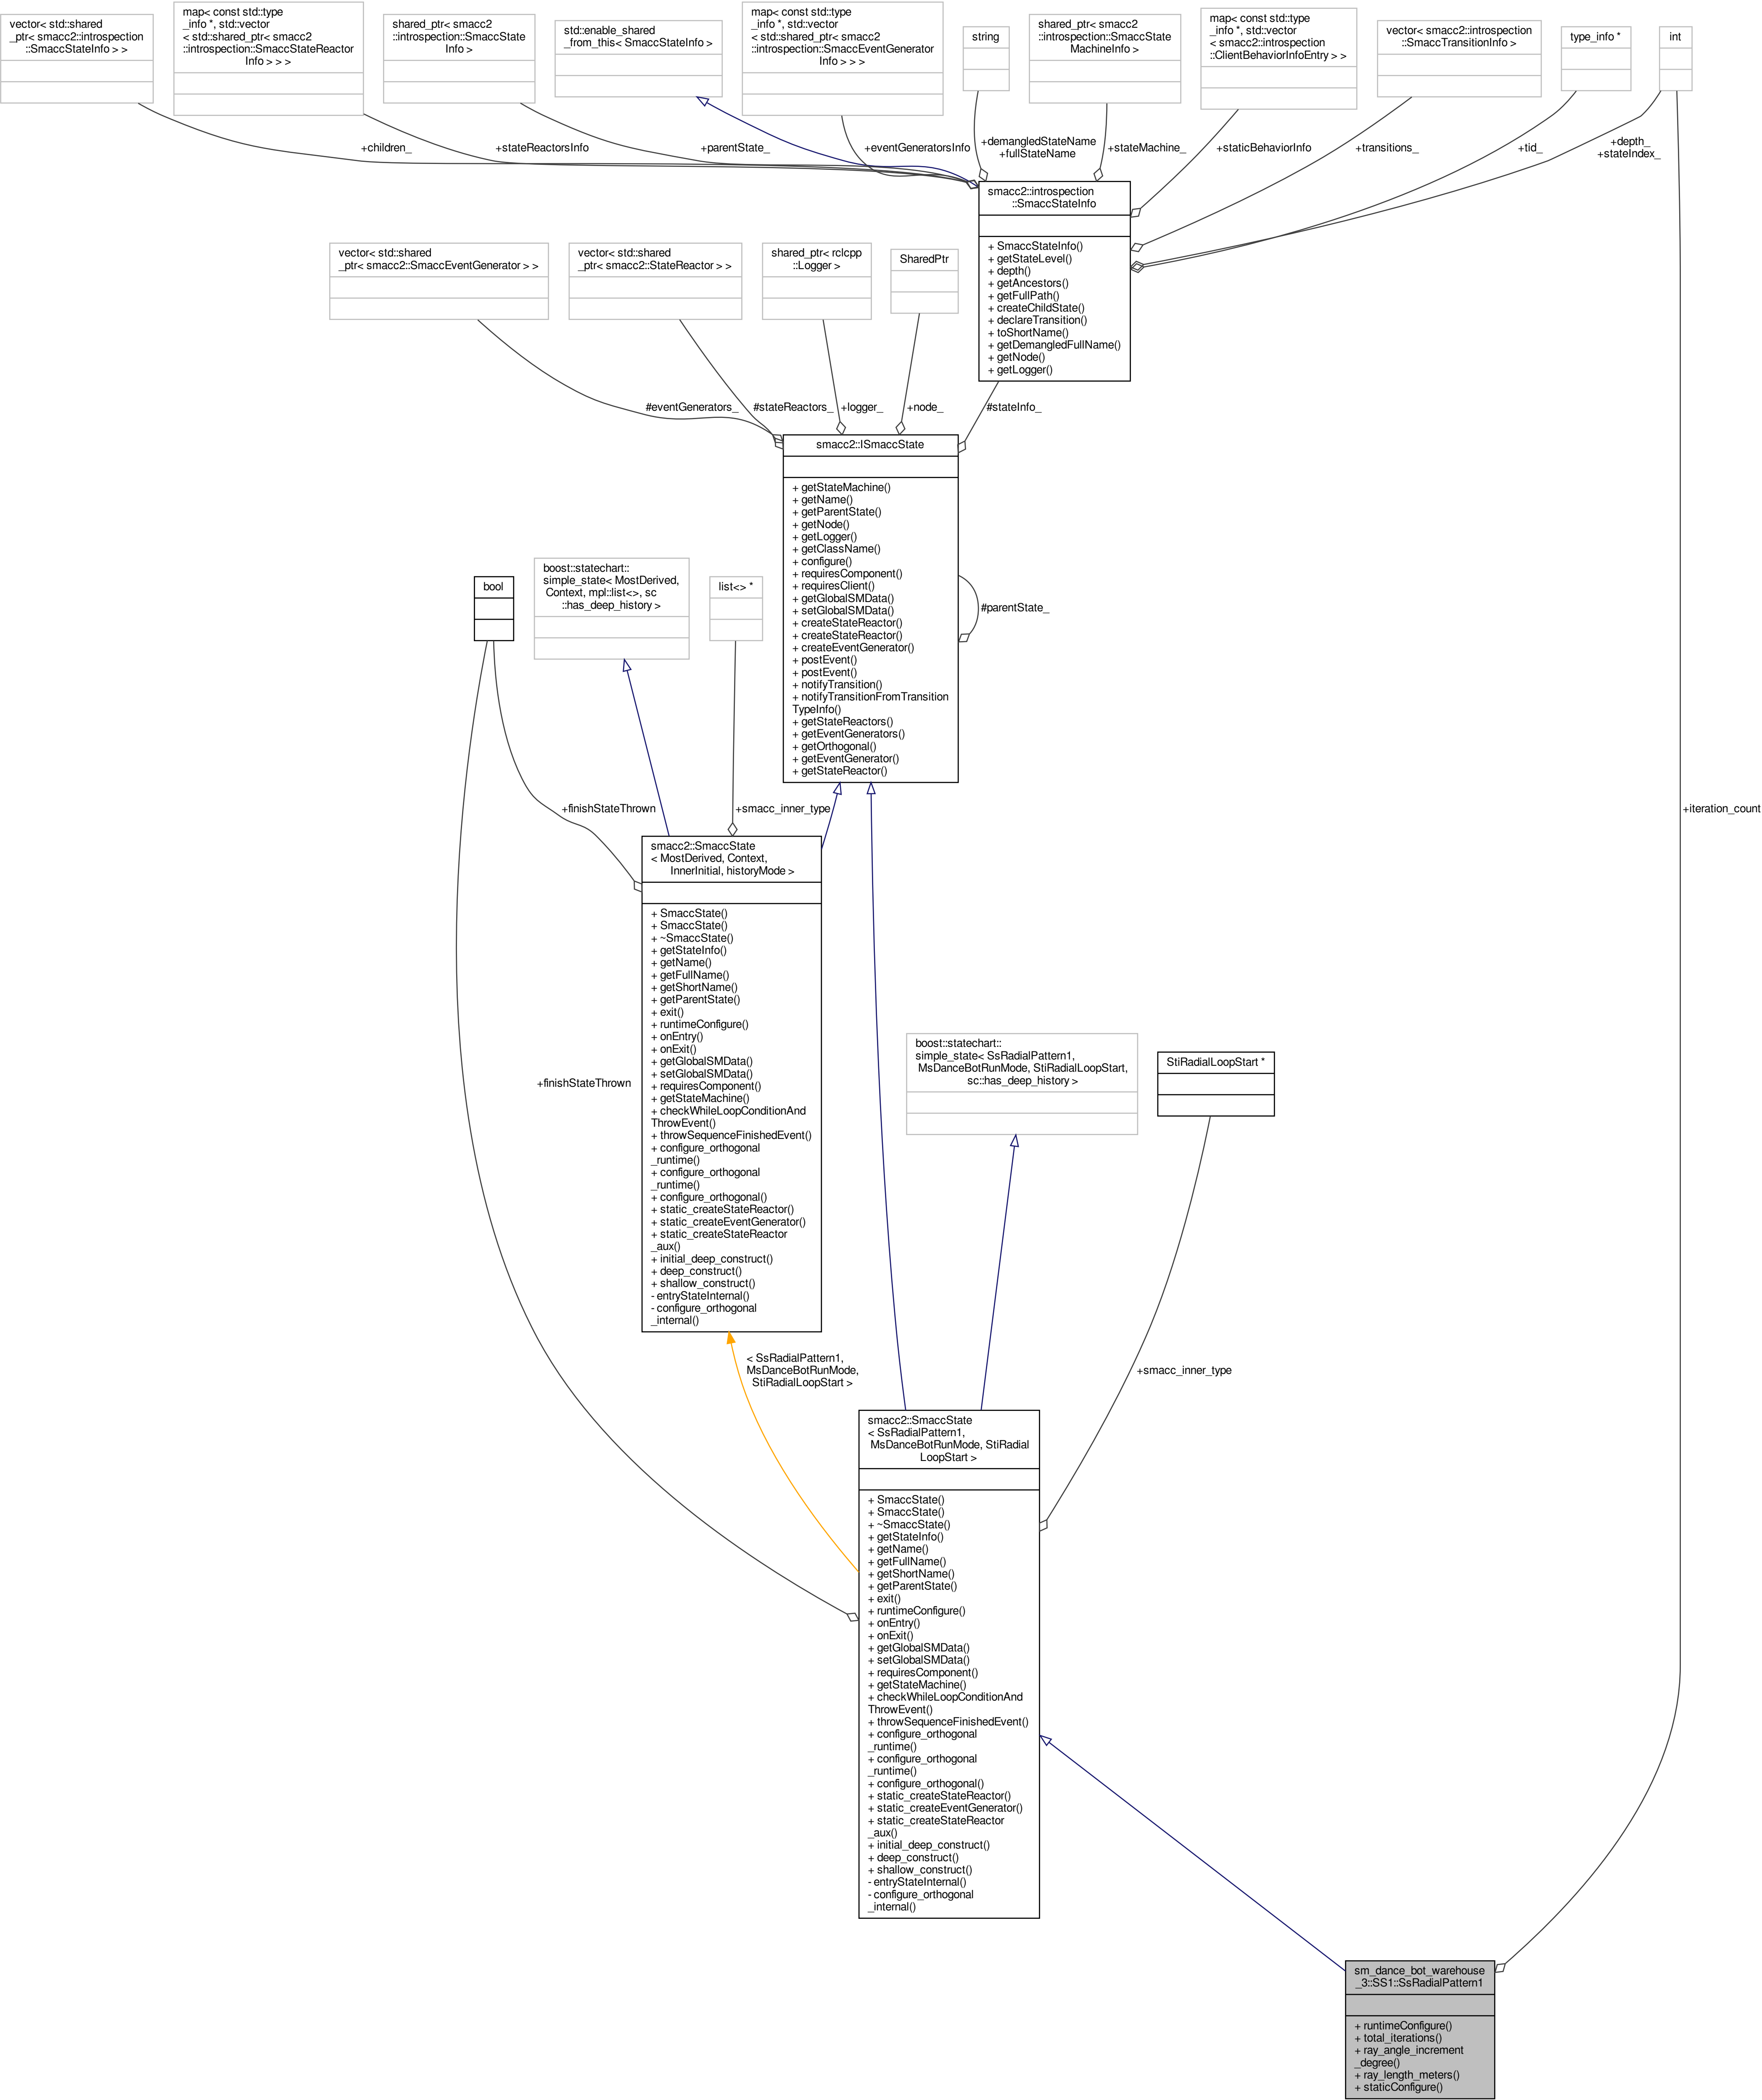 vector< std::shared
_ptr< smacc2::introspection
::SmaccStateInfo > >
map< const std::type
_info *, std::vector
< std::shared_ptr< smacc2
::introspection::SmaccStateReactor
Info > > >
shared_ptr< smacc2
::introspection::SmaccState
Info >
std::enable_shared
_from_this< SmaccStateInfo >
map< const std::type
_info *, std::vector
< std::shared_ptr< smacc2
::introspection::SmaccEventGenerator
Info > > >
string
shared_ptr< smacc2
::introspection::SmaccState
MachineInfo >
map< const std::type
_info *, std::vector
< smacc2::introspection
::ClientBehaviorInfoEntry > >
vector< smacc2::introspection
::SmaccTransitionInfo >
type_info *
int
+children_
+stateReactorsInfo
+parentState_
+eventGeneratorsInfo
+demangledStateName
+fullStateName
+stateMachine_
+staticBehaviorInfo
+transitions_
+tid_
+depth_
+stateIndex_
smacc2::introspection
::SmaccStateInfo
+ SmaccStateInfo()
+ getStateLevel()
+ depth()
+ getAncestors()
+ getFullPath()
+ createChildState()
+ declareTransition()
+ toShortName()
+ getDemangledFullName()
+ getNode()
+ getLogger()
vector< std::shared
_ptr< smacc2::SmaccEventGenerator > >
vector< std::shared
_ptr< smacc2::StateReactor > >
shared_ptr< rclcpp
::Logger >
SharedPtr
#eventGenerators_
#stateReactors_
+logger_
+node_
#stateInfo_
smacc2::ISmaccState
+ getStateMachine()
+ getName()
+ getParentState()
+ getNode()
+ getLogger()
+ getClassName()
+ configure()
+ requiresComponent()
+ requiresClient()
+ getGlobalSMData()
+ setGlobalSMData()
+ createStateReactor()
+ createStateReactor()
+ createEventGenerator()
+ postEvent()
+ postEvent()
+ notifyTransition()
+ notifyTransitionFromTransition
TypeInfo()
+ getStateReactors()
+ getEventGenerators()
+ getOrthogonal()
+ getEventGenerator()
+ getStateReactor()
#parentState_
bool
boost::statechart::
simple_state< MostDerived,
Context, mpl::list<>, sc
::has_deep_history >
list<> *
+finishStateThrown
+smacc_inner_type
+iteration_count
smacc2::SmaccState
< MostDerived, Context,
InnerInitial, historyMode >
+ SmaccState()
+ SmaccState()
+ ~SmaccState()
+ getStateInfo()
+ getName()
+ getFullName()
+ getShortName()
+ getParentState()
+ exit()
+ runtimeConfigure()
+ onEntry()
+ onExit()
+ getGlobalSMData()
+ setGlobalSMData()
+ requiresComponent()
+ getStateMachine()
+ checkWhileLoopConditionAnd
ThrowEvent()
+ throwSequenceFinishedEvent()
+ configure_orthogonal
_runtime()
+ configure_orthogonal
_runtime()
+ configure_orthogonal()
+ static_createStateReactor()
+ static_createEventGenerator()
+ static_createStateReactor
_aux()
+ initial_deep_construct()
+ deep_construct()
+ shallow_construct()
- entryStateInternal()
- configure_orthogonal
_internal()
+finishStateThrown
boost::statechart::
simple_state< SsRadialPattern1,
MsDanceBotRunMode, StiRadialLoopStart,
sc::has_deep_history >
StiRadialLoopStart *
< SsRadialPattern1,
MsDanceBotRunMode,
StiRadialLoopStart >
+smacc_inner_type
smacc2::SmaccState
< SsRadialPattern1,
MsDanceBotRunMode, StiRadial
LoopStart >
+ SmaccState()
+ SmaccState()
+ ~SmaccState()
+ getStateInfo()
+ getName()
+ getFullName()
+ getShortName()
+ getParentState()
+ exit()
+ runtimeConfigure()
+ onEntry()
+ onExit()
+ getGlobalSMData()
+ setGlobalSMData()
+ requiresComponent()
+ getStateMachine()
+ checkWhileLoopConditionAnd
ThrowEvent()
+ throwSequenceFinishedEvent()
+ configure_orthogonal
_runtime()
+ configure_orthogonal
_runtime()
+ configure_orthogonal()
+ static_createStateReactor()
+ static_createEventGenerator()
+ static_createStateReactor
_aux()
+ initial_deep_construct()
+ deep_construct()
+ shallow_construct()
- entryStateInternal()
- configure_orthogonal
_internal()
sm_dance_bot_warehouse
_3::SS1::SsRadialPattern1
+ runtimeConfigure()
+ total_iterations()
+ ray_angle_increment
_degree()
+ ray_length_meters()
+ staticConfigure()